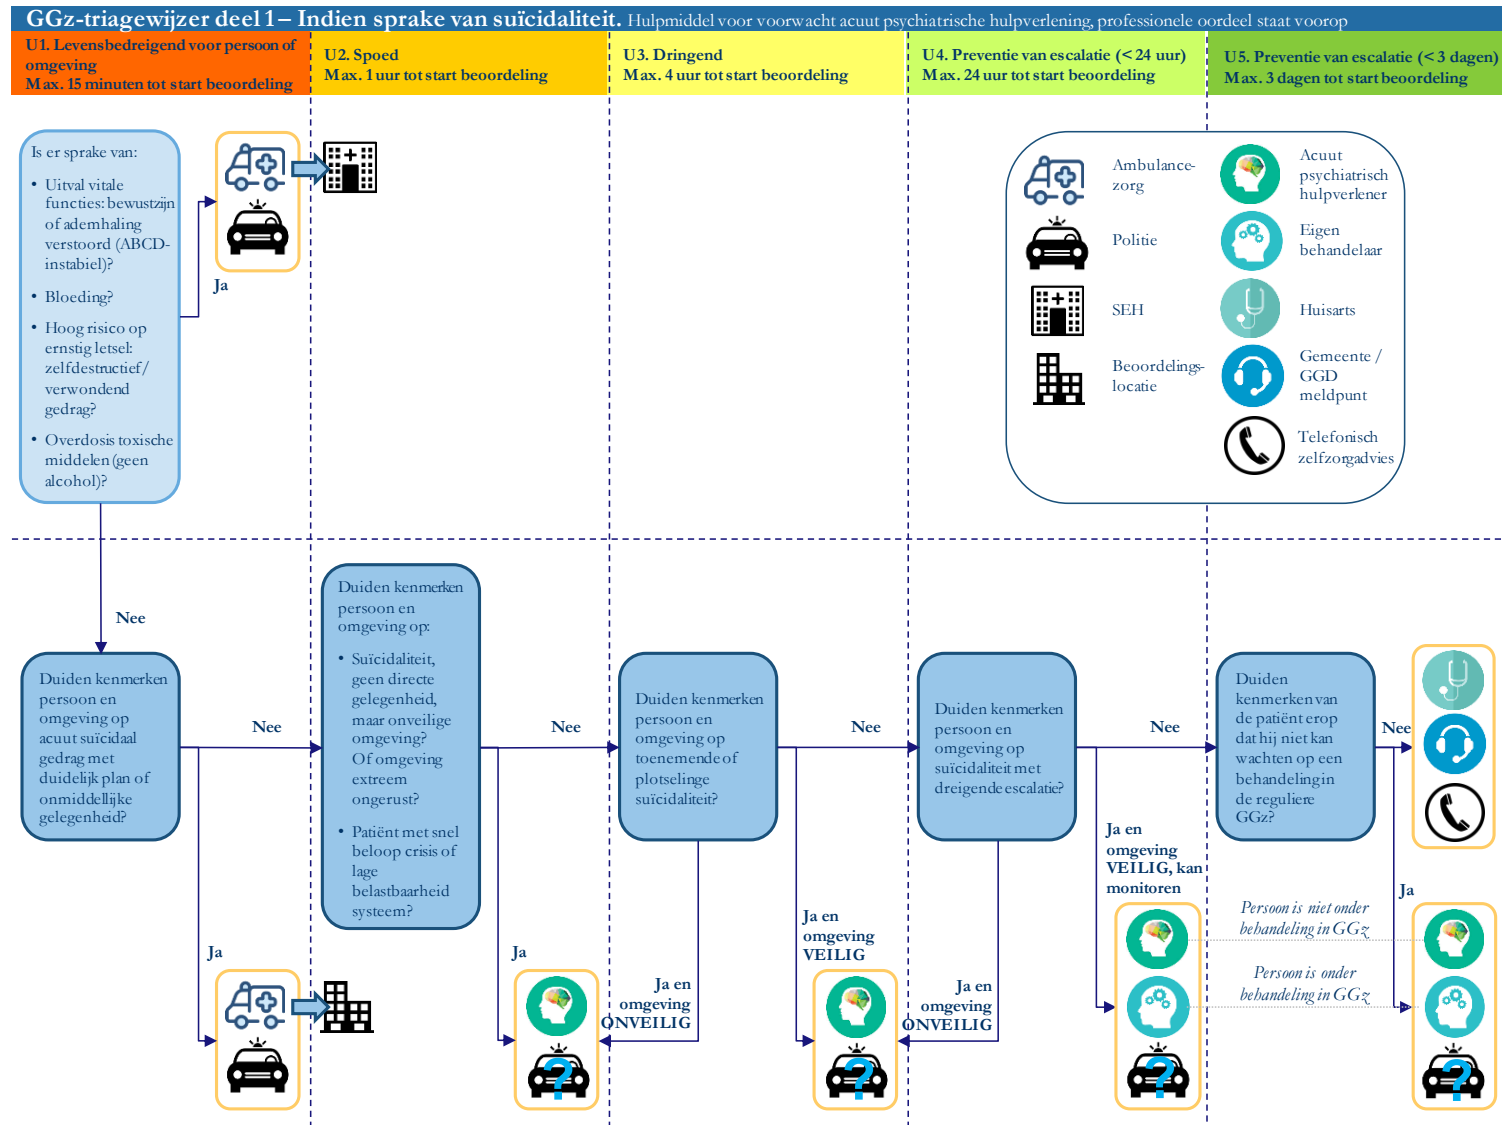 GGz-triagewijzer deel 1 – Indien sprake van suïcidaliteit. Hulpmiddel voor voorwacht acuut psychiatrische hulpverlening, professionele oordeel staat voorop
U1. Levensbedreigend voor persoon of
omgeving
Max. 15 minuten tot start beoordeling
U2. Spoed
Max. 1 uur tot start beoordeling
U3. Dringend
Max. 4 uur tot start beoordeling
U4. Preventie van escalatie (< 24 uur)
Max. 24 uur tot start beoordeling
U5. Preventie van escalatie (< 3 dagen)
Max. 3 dagen tot start beoordeling
Is er sprake van:
• Uitval vitale
functies: bewustzijn
of ademhaling
verstoord (ABCD-
instabiel)?
• Bloeding?
• Hoog risico op
ernstig letsel:
zelfdestructief/
verwondend
gedrag?
• Overdosis toxische
middelen (geen
alcohol)?
Ja
Ambulance-
zorg
Politie
SEH
Beoordelings-
locatie
Acuut
psychiatrisch
hulpverlener
Eigen
behandelaar
Huisarts
Gemeente /
GGD
meldpunt
Telefonisch
zelfzorgadvies
Nee
Duiden kenmerken
persoon en
omgeving op
acuut suïcidaal
gedrag met
duidelijk plan of
onmiddellijke
gelegenheid?
Nee
Ja
Duiden kenmerken
persoon en
omgeving op:
• Suïcidaliteit,
geen directe
gelegenheid,
maar onveilige
omgeving?
Of omgeving
extreem
ongerust?
• Patiënt met snel
beloop crisis of
lage
belastbaarheid
systeem?
Nee
Ja
Duiden kenmerken
persoon en
omgeving op
toenemende of
plotselinge
suïcidaliteit?
Nee
Ja en
omgeving
ONVEILIG
Ja en
omgeving
VEILIG
?
Duiden kenmerken
persoon en
omgeving op
suïcidaliteit met
dreigende escalatie?
Nee
Ja en
omgeving
ONVEILIG
?
Ja en
omgeving
VEILIG, kan
monitoren
?
Duiden
kenmerken van
de patiënt erop
dat hij niet kan
wachten op een
behandeling in
de reguliere
GGz?
Nee
Ja
Persoon is niet onder
behandeling in GGz
Persoon is onder
behandeling in GGz
?